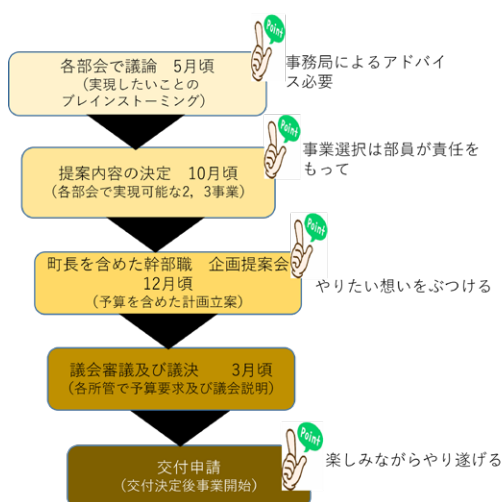 Point
各部会で議論　5月頃
(実現したいことの
ブレインストーミング)
事務局によるアドバイ
ス必要
Point
提案内容の決定　10月頃
(各部会で実現可能な2，3事業)
事業選択は部員が責任を
もって
Point
町長を含めた幹部職　企画提案会
12月頃
(予算を含めた計画立案)
やりたい想いをぶつける
議会審議及び議決　　3月頃
(各所管で予算要求及び議会説明)
Point
交付申請
(交付決定後事業開始)
楽しみながらやり遂げる